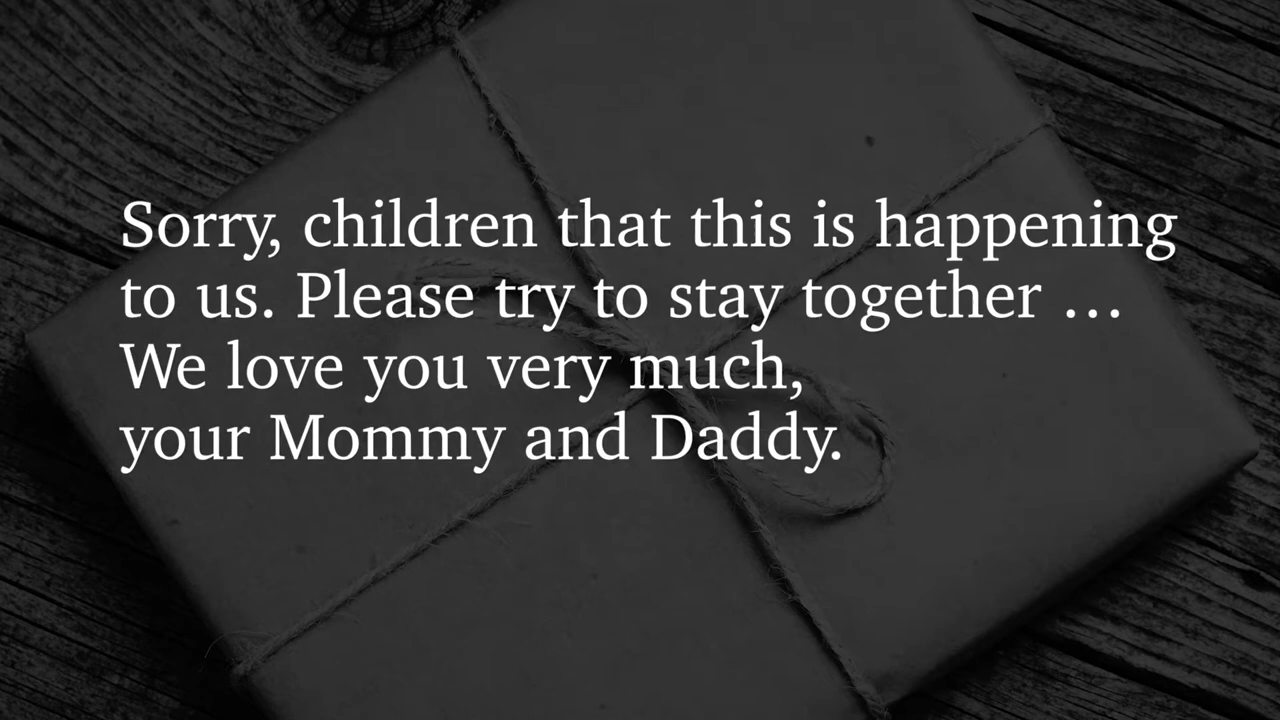 Sorry, children that this is happening
to us. Please try to stay together …
We love you very much,
your Mommy and Daddy.